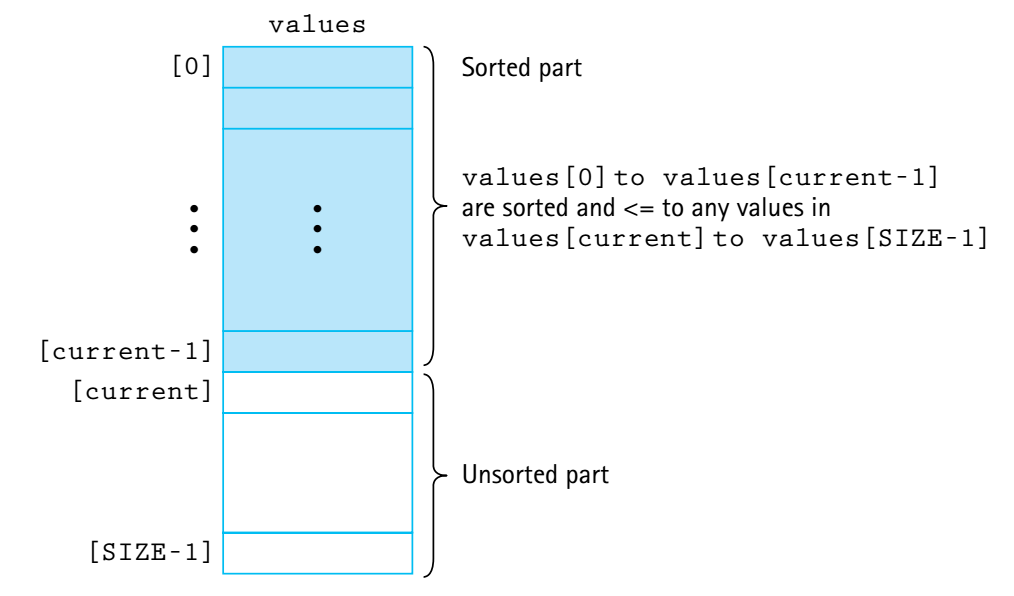 values
[0]
Sorted part
values[0] to values[current-1]
are sorted and <= to any values in
values[current] to values[SIZE-1]
[current-1]
[current]
Unsorted part
[SIZE-1]